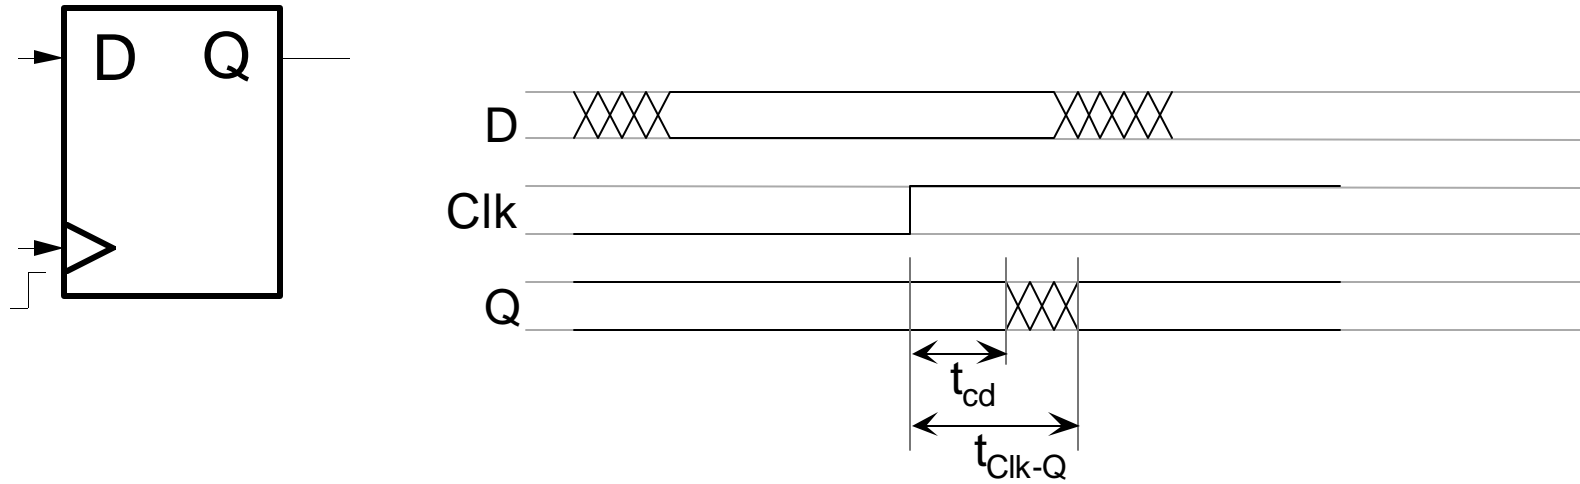 D Q
D
Clk
Q
tcd
tClk-Q